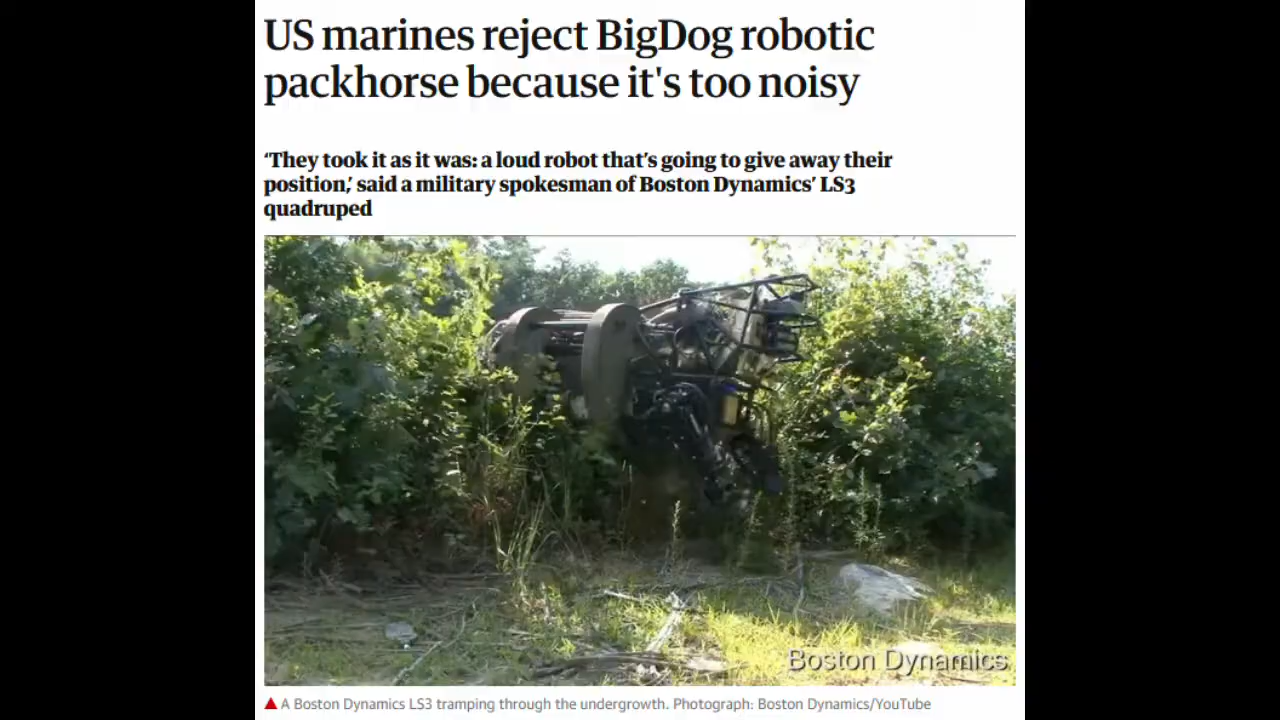 US marines reject BigDog robotic
packhorse because it's too noisy
‘They took it as it was: a loud robot that’s going to give away their
position,’ said a military spokesman of Boston Dynamics’ LS3
quadruped
Boston Dynamics
A Boston Dynamics LS3 tramping through the undergrowth. Photograph: Boston Dynamics/YouTube